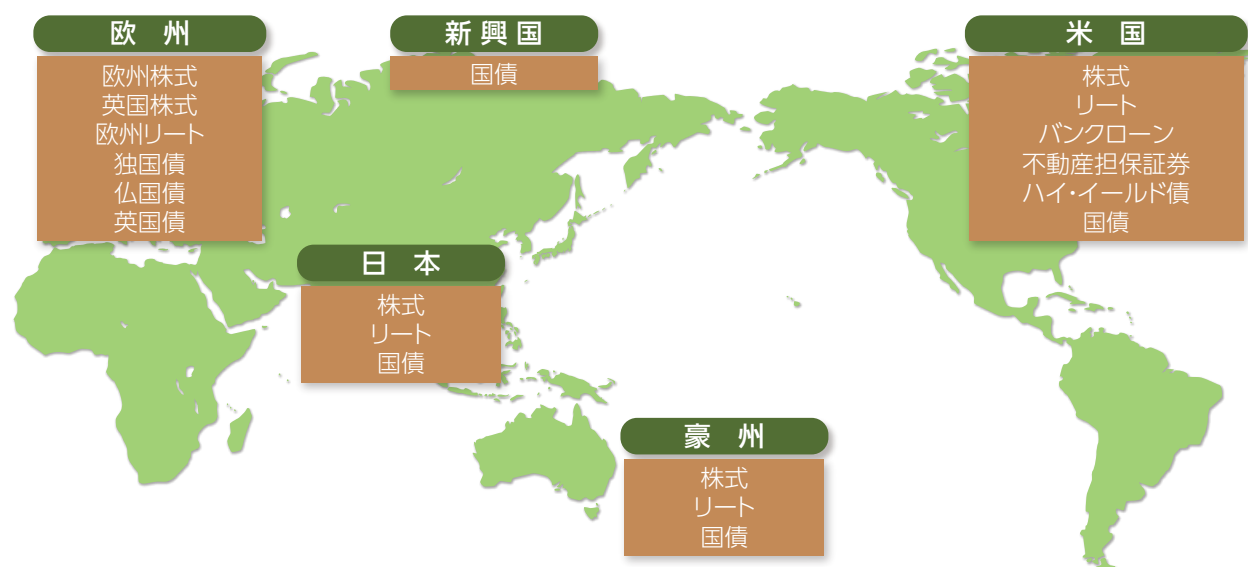 欧 州
欧州株式
英国株式
欧州リート
独国債
仏国債
英国債
新 興 国
国債
米 国
株式
リート
バンクローン
不動産担保証券
ハイ・イールド債
国債
日 本
株式
リート
国債
豪 州
株式
リート
国債